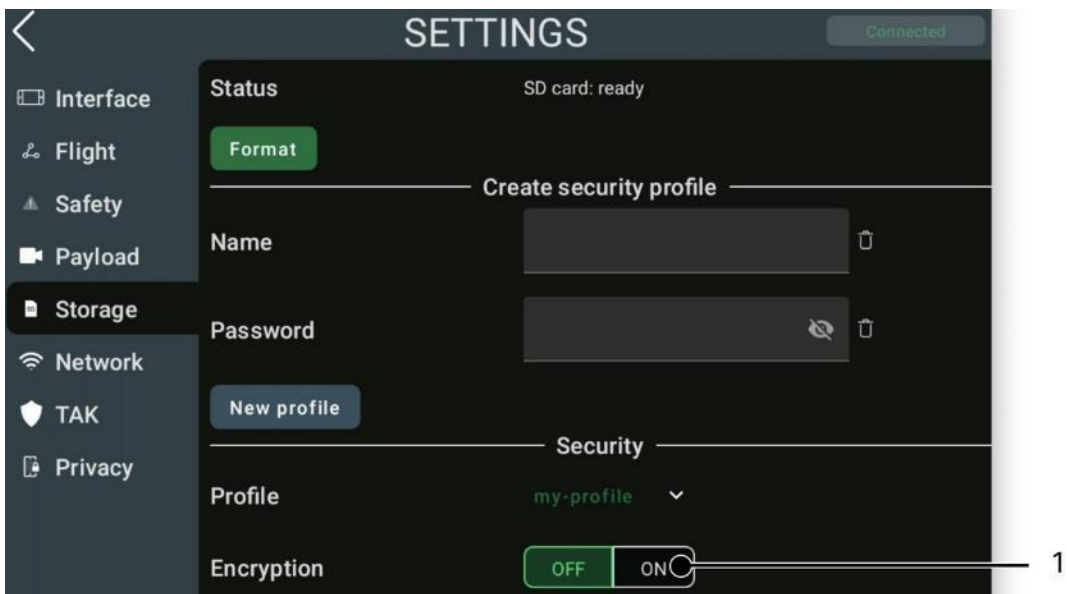 SETTINGS
Connected
Interface
Flight
Safety
Payload
Storage
Network
TAK
Privacy
Status
SD card: ready
Format
Create security profile
Name
Password
New profile
Security
Profile
my-profile
Encryption
OFF
ON
1